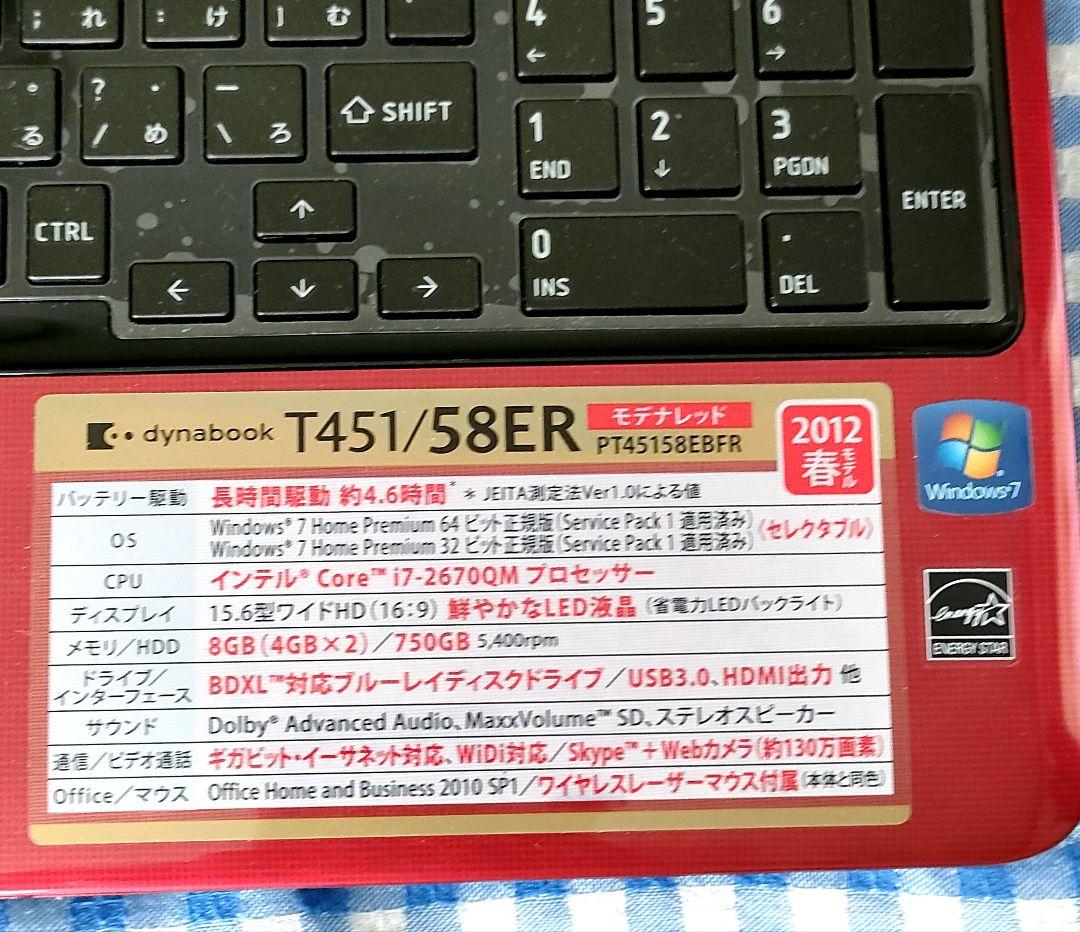 ; れ
: け
] む
4 ←
5
6 →
° る
? ・ / め
ー \ ろ
SHIFT
1 END
2 ↓
3 PGDN
ENTER
CTRL
↑
0 INS
. DEL
← ↓ →
dynabook T451/58ER モデナレッド
PT45158EBFR
2012
春モデル
Windows®7
バッテリー駆動 長時間駆動 約4.6時間* * JEITA測定法Ver1.0による値
OS Windows® 7 Home Premium 64 ビット正規版(Service Pack 1 適用済み)
Windows® 7 Home Premium 32 ビット正規版(Service Pack 1 適用済み)
〈セレクタブル〉
CPU インテル® Core™ i7-2670QM プロセッサー
ディスプレイ 15.6型ワイドHD(16:9) 鮮やかなLED液晶 (省電力LEDバックライト)
メモリ/HDD 8GB(4GB×2)/750GB 5,400rpm
ドライブ/
インターフェース BDXL™対応ブルーレイディスクドライブ/USB3.0、HDMI出力 他
サウンド Dolby® Advanced Audio、MaxxVolume™ SD、ステレオスピーカー
通信/ビデオ通話 ギガビット・イーサネット対応、WiDi対応/Skype™+Webカメラ(約130万画素)
Office/マウス Office Home and Business 2010 SP1/ワイヤレスレーザーマウス付属(本体と同色)
energy
ENERGY STAR